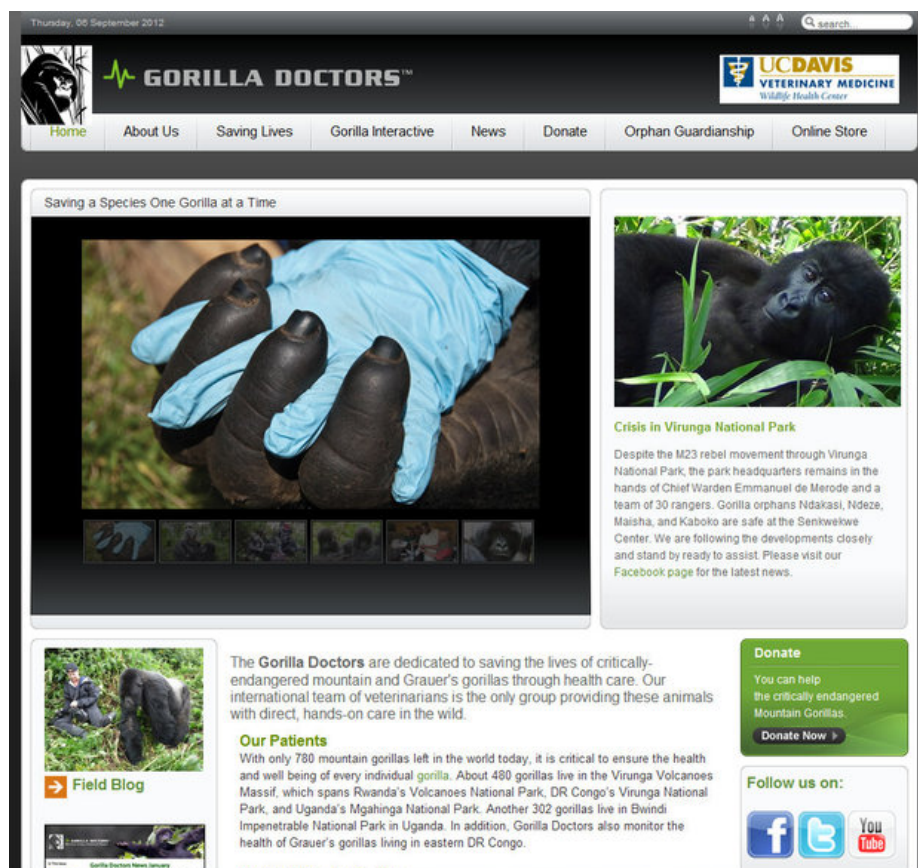 Thursday, 06 September 2012
A A A
search...
GORILLA DOCTORS™
UCDAVIS
VETERINARY MEDICINE
Wildlife Health Center
Home About Us Saving Lives Gorilla Interactive News Donate Orphan Guardianship Online Store
Saving a Species One Gorilla at a Time
Crisis in Virunga National Park
Despite the M23 rebel movement through Virunga
National Park, the park headquarters remains in the
hands of Chief Warden Emmanuel de Merode and a
team of 30 rangers. Gorilla orphans Ndakasi, Ndeze,
Maisha, and Kaboko are safe at the Senkwekwe
Center. We are following the developments closely
and stand by ready to assist. Please visit our
Facebook page for the latest news.
Field Blog
Gorilla Doctors News January
The Gorilla Doctors are dedicated to saving the lives of critically-
endangered mountain and Grauer's gorillas through health care. Our
international team of veterinarians is the only group providing these animals
with direct, hands-on care in the wild.
Our Patients
With only 780 mountain gorillas left in the world today, it is critical to ensure the health
and well being of every individual gorilla. About 480 gorillas live in the Virunga Volcanoes
Massif, which spans Rwanda's Volcanoes National Park, DR Congo's Virunga National
Park, and Uganda's Mgahinga National Park. Another 302 gorillas live in Bwindi
Impenetrable National Park in Uganda. In addition, Gorilla Doctors also monitor the
health of Grauer's gorillas living in eastern DR Congo.
Donate
You can help
the critically endangered
Mountain Gorillas.
Donate Now
Follow us on:
f
t
You
Tube